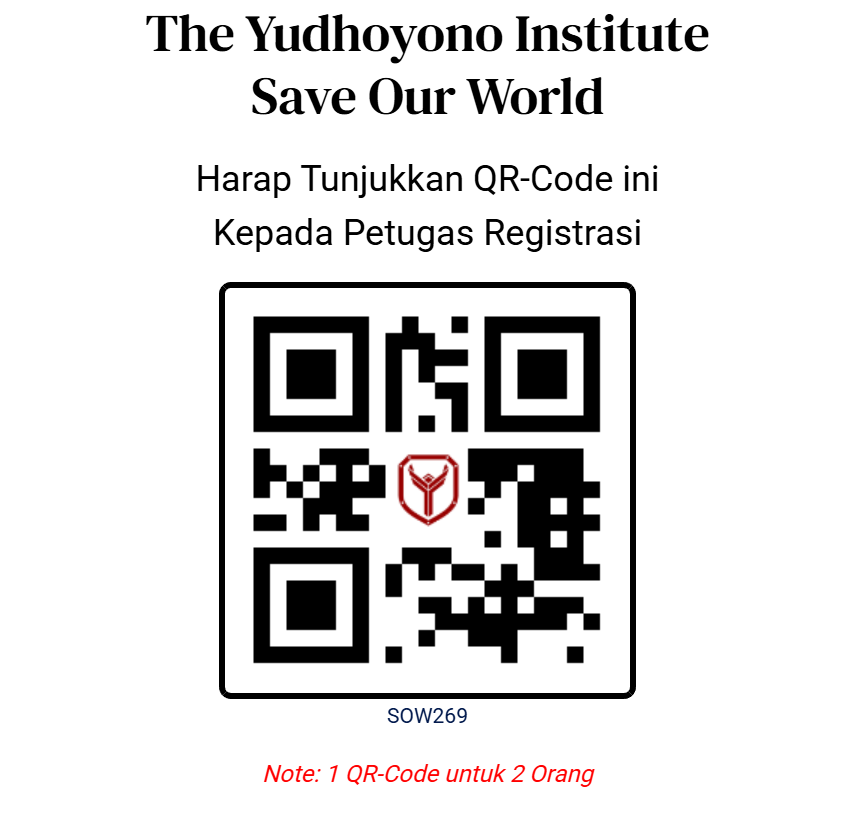 The Yudhoyono Institute
Save Our World
Harap Tunjukkan QR-Code ini
Kepada Petugas Registrasi
SOW269
Note: 1 QR-Code untuk 2 Orang